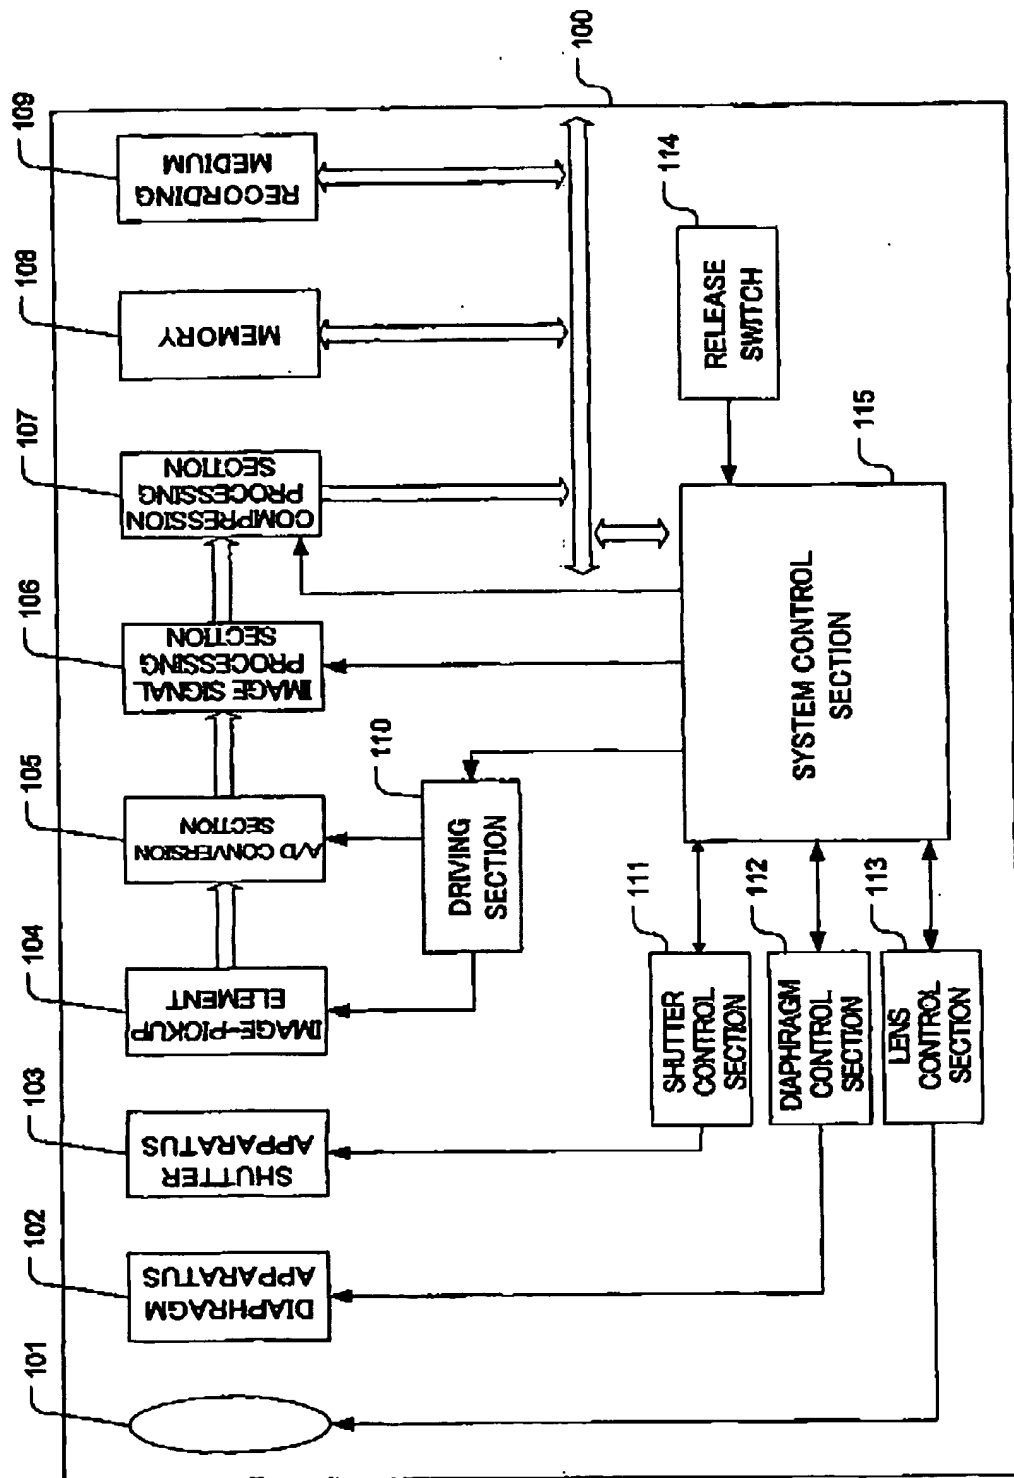 101
102
103
104
105
106
107
108
109
DIAPHRAGM
APPARATUS
SHUTTER
APPARATUS
IMAGE-PICKUP
ELEMENT
A/D CONVERSION
SECTION
IMAGE SIGNAL
PROCESSING
SECTION
COMPRESSION
PROCESSING
SECTION
MEMORY
RECORDING
MEDIUM
110
DRIVING
SECTION
100
111
SHUTTER
CONTROL
SECTION
112
DIAPHRAGM
CONTROL
SECTION
113
LENS
CONTROL
SECTION
SYSTEM CONTROL
SECTION
115
114
RELEASE
SWITCH